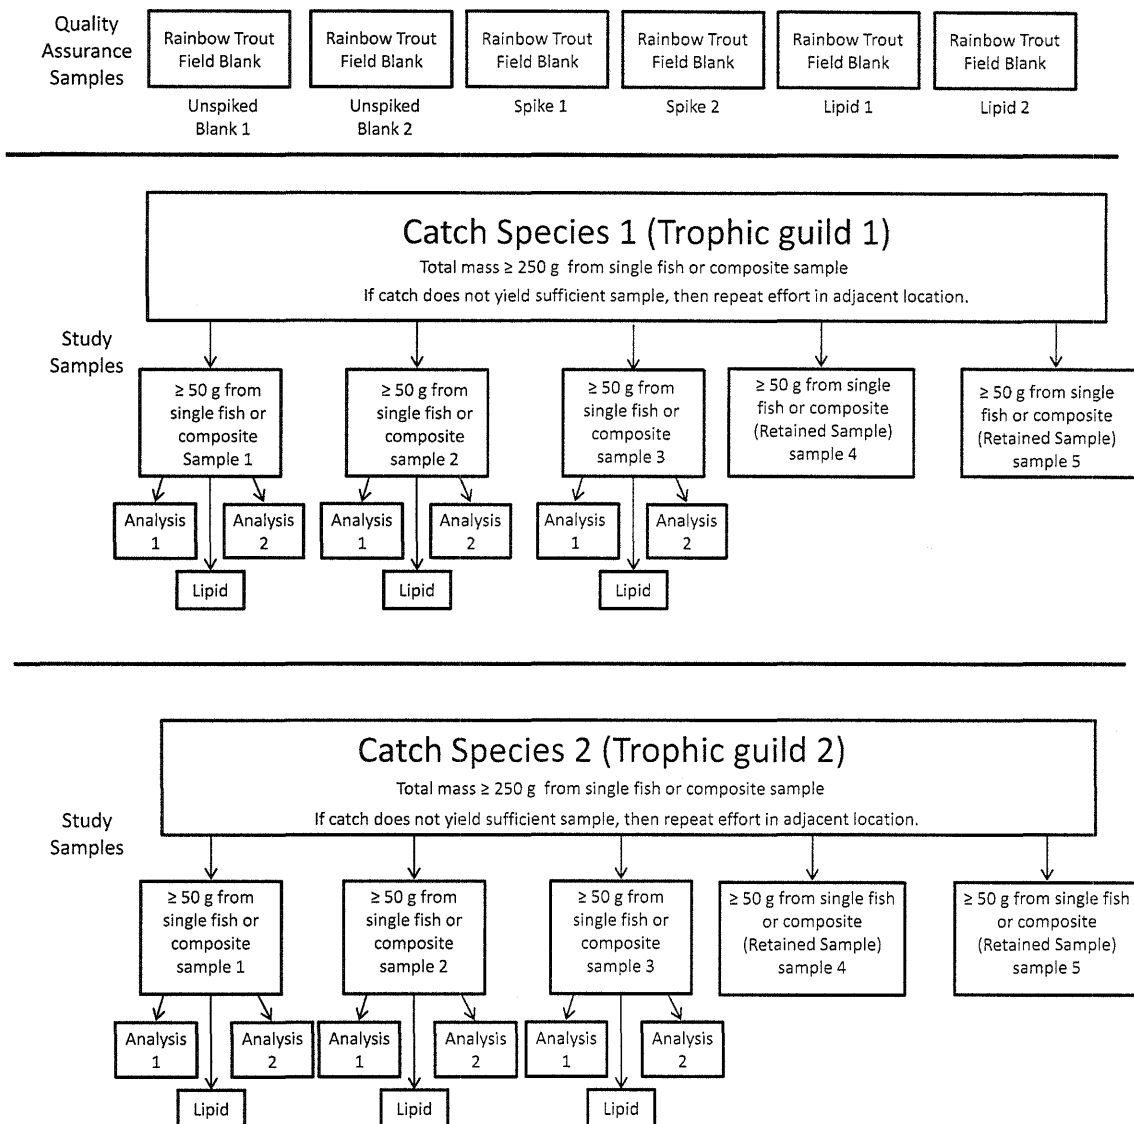 Quality
Assurance
Samples
Rainbow Trout
Field Blank
Unspiked
Blank 1
Rainbow Trout
Field Blank
Unspiked
Blank 2
Rainbow Trout
Field Blank
Spike 1
Rainbow Trout
Field Blank
Spike 2
Rainbow Trout
Field Blank
Lipid 1
Rainbow Trout
Field Blank
Lipid 2
Catch Species 1 (Trophic guild 1)
Total mass ≥ 250 g from single fish or composite sample
If catch does not yield sufficient sample, then repeat effort in adjacent location.
Study
Samples
≥ 50 g from
single fish or
composite
Sample 1
≥ 50 g from
single fish or
composite
sample 2
≥ 50 g from
single fish or
composite
sample 3
≥ 50 g from single
fish or composite
(Retained Sample)
sample 4
≥ 50 g from single
fish or composite
(Retained Sample)
sample 5
Analysis
1
Analysis
2
Lipid
Analysis
1
Analysis
2
Lipid
Analysis
1
Analysis
2
Lipid
Catch Species 2 (Trophic guild 2)
Total mass ≥ 250 g from single fish or composite sample
If catch does not yield sufficient sample, then repeat effort in adjacent location.
Study
Samples
≥ 50 g from
single fish or
composite
sample 1
≥ 50 g from
single fish or
composite
sample 2
≥ 50 g from
single fish or
composite
sample 3
≥ 50 g from single fish
or composite
(Retained Sample)
sample 4
≥ 50 g from single fish
or composite
(Retained Sample)
sample 5
Analysis
1
Analysis
2
Lipid
Analysis
1
Analysis
2
Lipid
Analysis
1
Analysis
2
Lipid